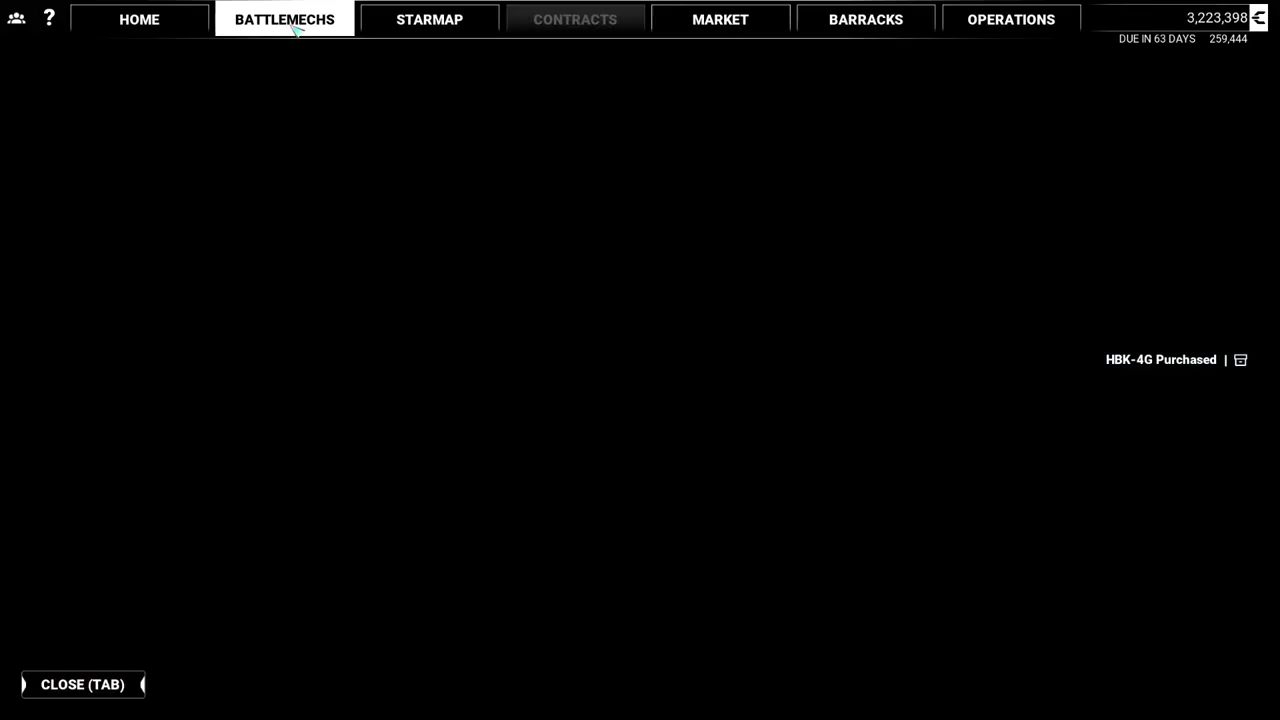 ? HOME BATTLEMECHS STARMAP CONTRACTS MARKET BARRACKS OPERATIONS 3,223,398
DUE IN 63 DAYS 259,444
HBK-4G Purchased |
CLOSE (TAB)